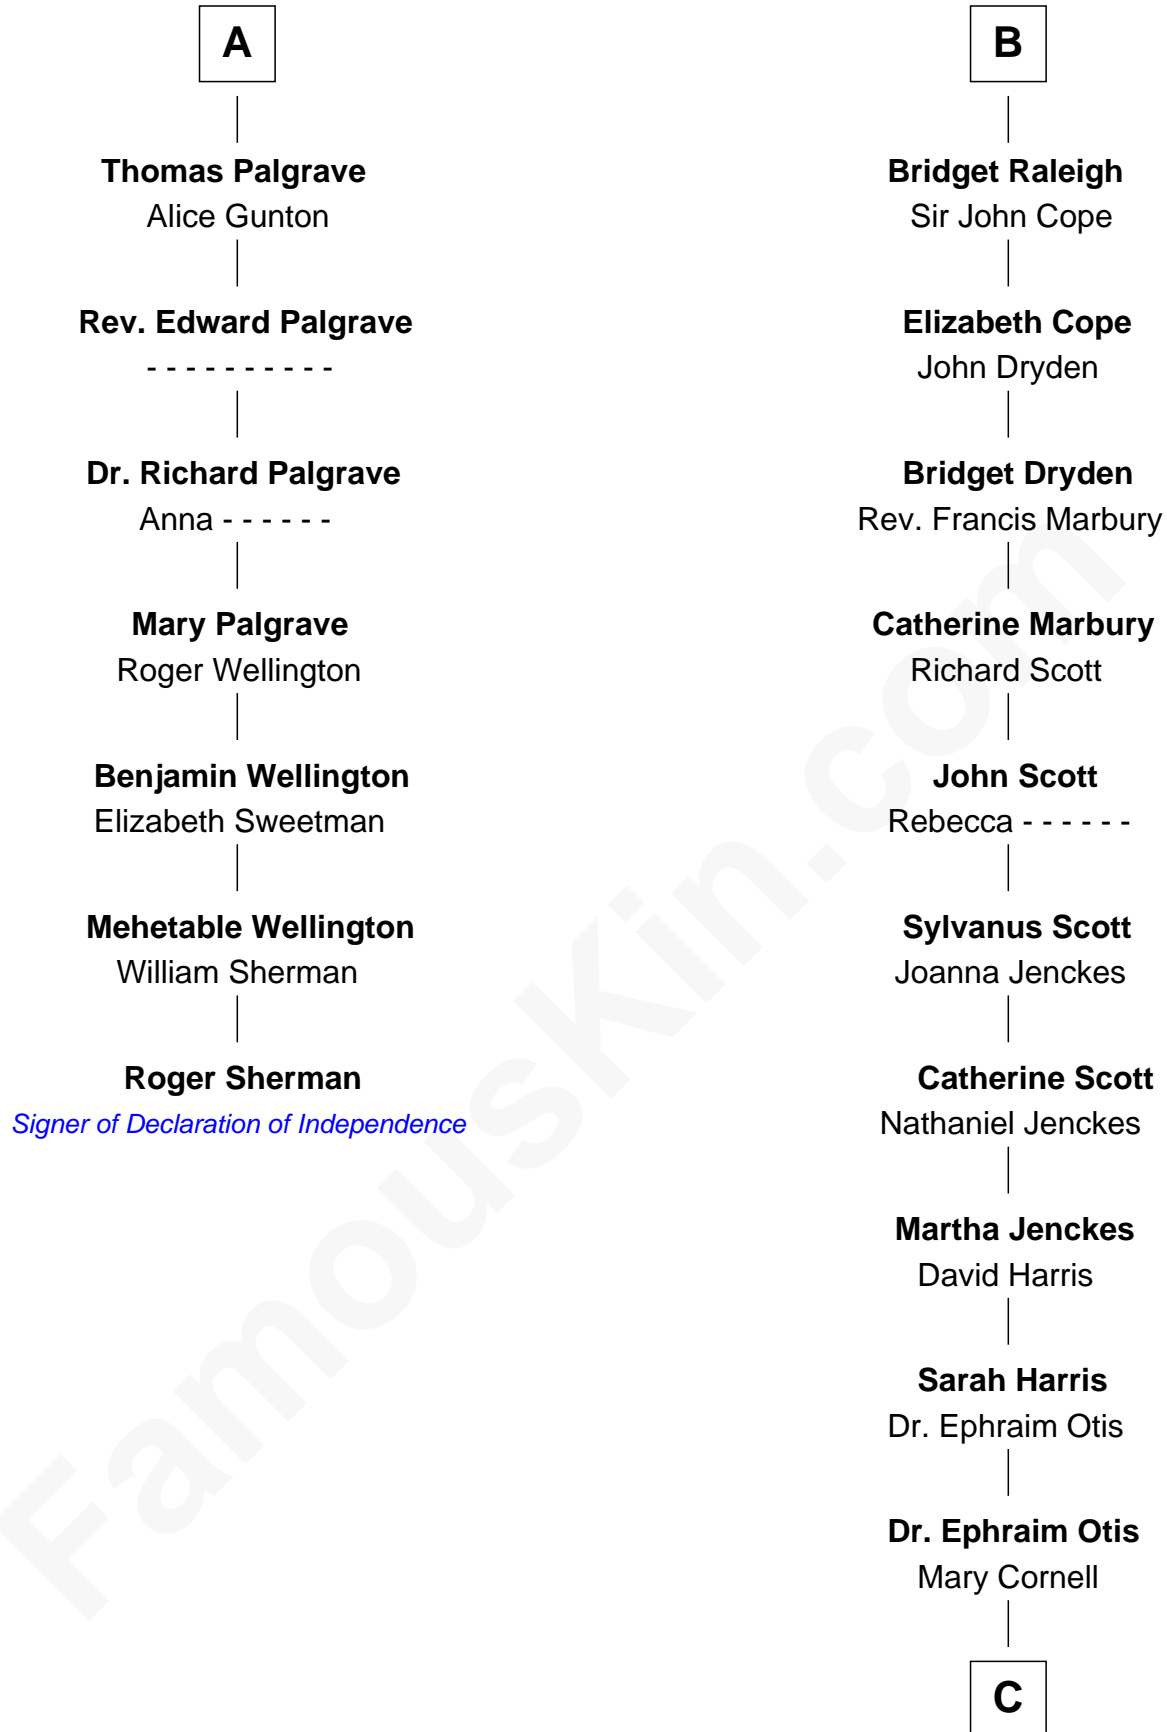 A
Thomas Palgrave
Alice Gunton
Rev. Edward Palgrave
- - - - - - - - - -
Dr. Richard Palgrave
Anna - - - - - -
Mary Palgrave
Roger Wellington
Benjamin Wellington
Elizabeth Sweetman
Mehetable Wellington
William Sherman
Roger Sherman
Signer of Declaration of Independence
B
Bridget Raleigh
Sir John Cope
Elizabeth Cope
John Dryden
Bridget Dryden
Rev. Francis Marbury
Catherine Marbury
Richard Scott
John Scott
Rebecca - - - - - -
Sylvanus Scott
Joanna Jenckes
Catherine Scott
Nathaniel Jenckes
Martha Jenckes
David Harris
Sarah Harris
Dr. Ephraim Otis
Dr. Ephraim Otis
Mary Cornell
C
FamousKin.com